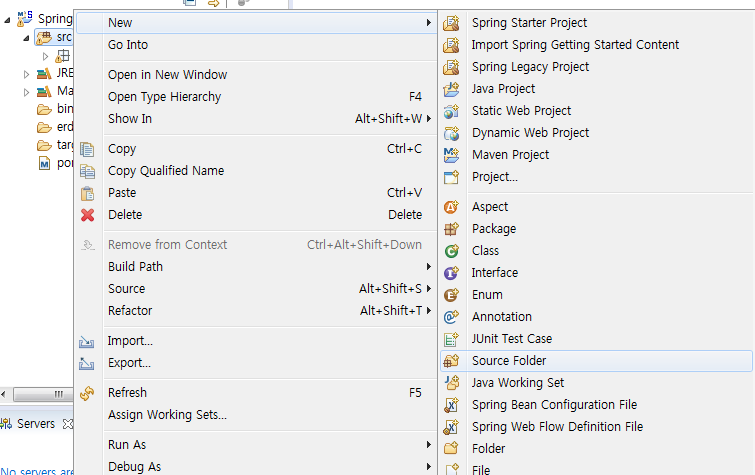 Spring
src
JRE
Ma
bin
erd
targ
por
New
Go Into
Open in New Window
Open Type Hierarchy F4
Show In Alt+Shift+W
Copy Ctrl+C
Copy Qualified Name
Paste Ctrl+V
Delete Delete
Remove from Context Ctrl+Alt+Shift+Down
Build Path
Source Alt+Shift+S
Refactor Alt+Shift+T
Import...
Export...
Refresh F5
Assign Working Sets...
Run As
Debug As
Spring Starter Project
Import Spring Getting Started Content
Spring Legacy Project
Java Project
Static Web Project
Dynamic Web Project
Maven Project
Project...
Aspect
Package
Class
Interface
Enum
Annotation
JUnit Test Case
Source Folder
Java Working Set
Spring Bean Configuration File
Spring Web Flow Definition File
Folder
File
Servers
No servers are